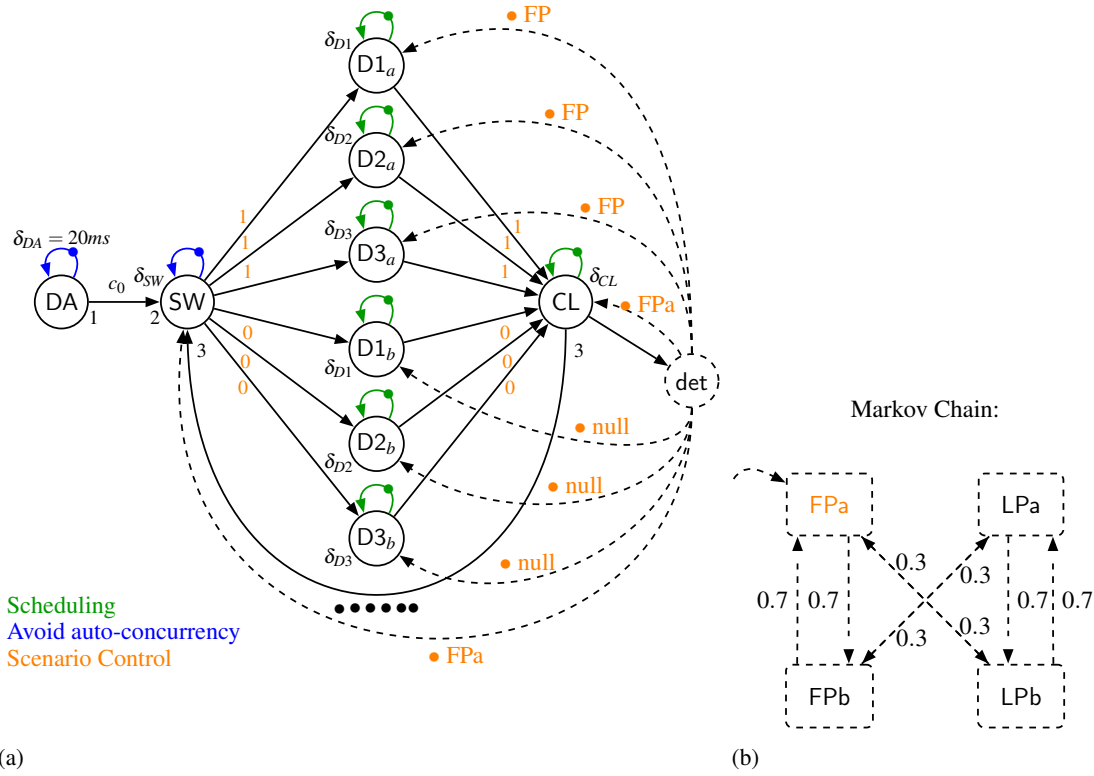 FP
δD1
D1a
FP
δD2
D2a
FP
δD3
D3a
1
1
1
1
1
1
δDA = 20ms
δSW
δCL
DA
c0
1
2
SW
CL
FPa
3
3
0
0
0
0
0
0
D1b
δD1
det
null
D2b
δD2
null
D3b
δD3
null
Scheduling
Avoid auto-concurrency
Scenario Control
FPa
(a)
Markov Chain:
FPa
LPa
0.3
0.3
0.7
0.7
0.7
0.7
0.3
0.3
FPb
LPb
(b)